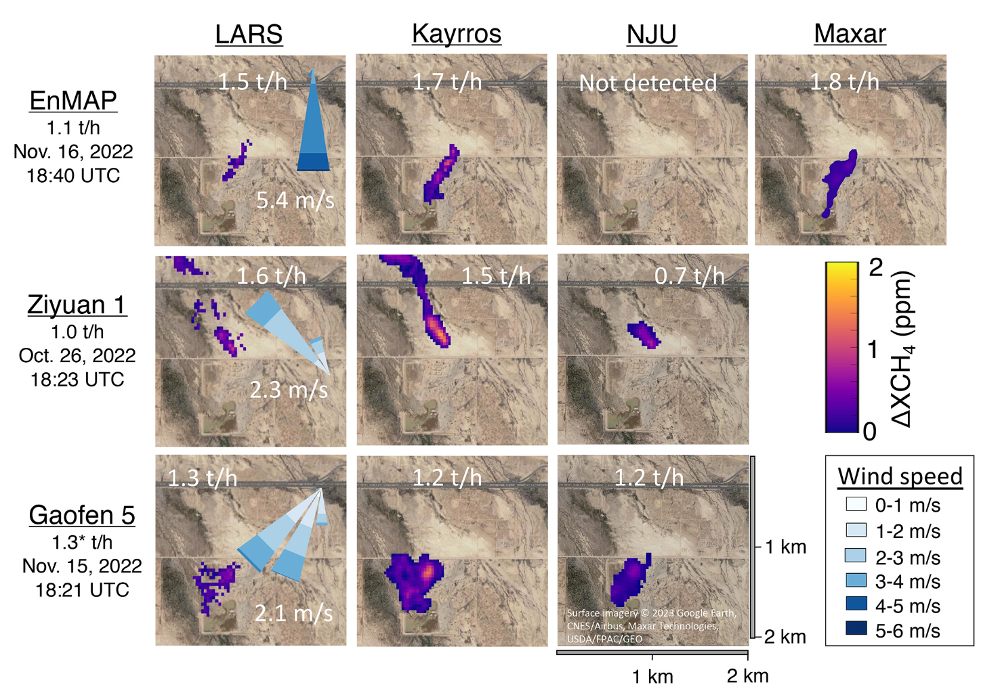 LARS Kayrros NJU Maxar
EnMAP
1.1 t/h
Nov. 16, 2022
18:40 UTC
1.5 t/h
5.4 m/s
1.7 t/h
Not detected
1.8 t/h
Ziyuan 1
1.0 t/h
Oct. 26, 2022
18:23 UTC
1.6 t/h
2.3 m/s
1.5 t/h
0.7 t/h
2
1
0
ΔXCH₄ (ppm)
Gaofen 5
1.3* t/h
Nov. 15, 2022
18:21 UTC
1.3 t/h
2.1 m/s
1.2 t/h
1.2 t/h
Surface imagery © 2023 Google Earth,
CNES/Airbus, Maxar Technologies,
USDA/FPAC/GEO
1 km
2 km
1 km
2 km
Wind speed
0-1 m/s
1-2 m/s
2-3 m/s
3-4 m/s
4-5 m/s
5-6 m/s